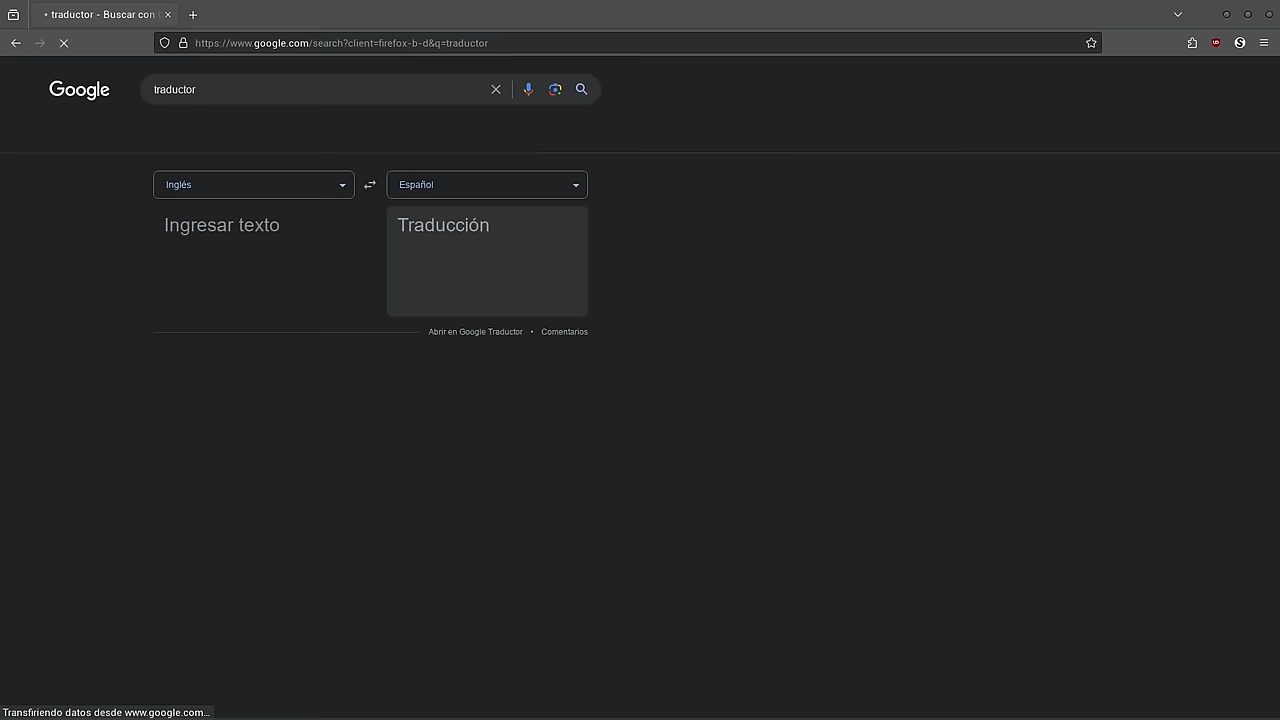 traductor - Buscar con
https://www.google.com/search?client=firefox-b-d&q=traductor
Google
traductor
Inglés
Español
Ingresar texto
Traducción
Abrir en Google Traductor • Comentarios
Transfiriendo datos desde www.google.com…